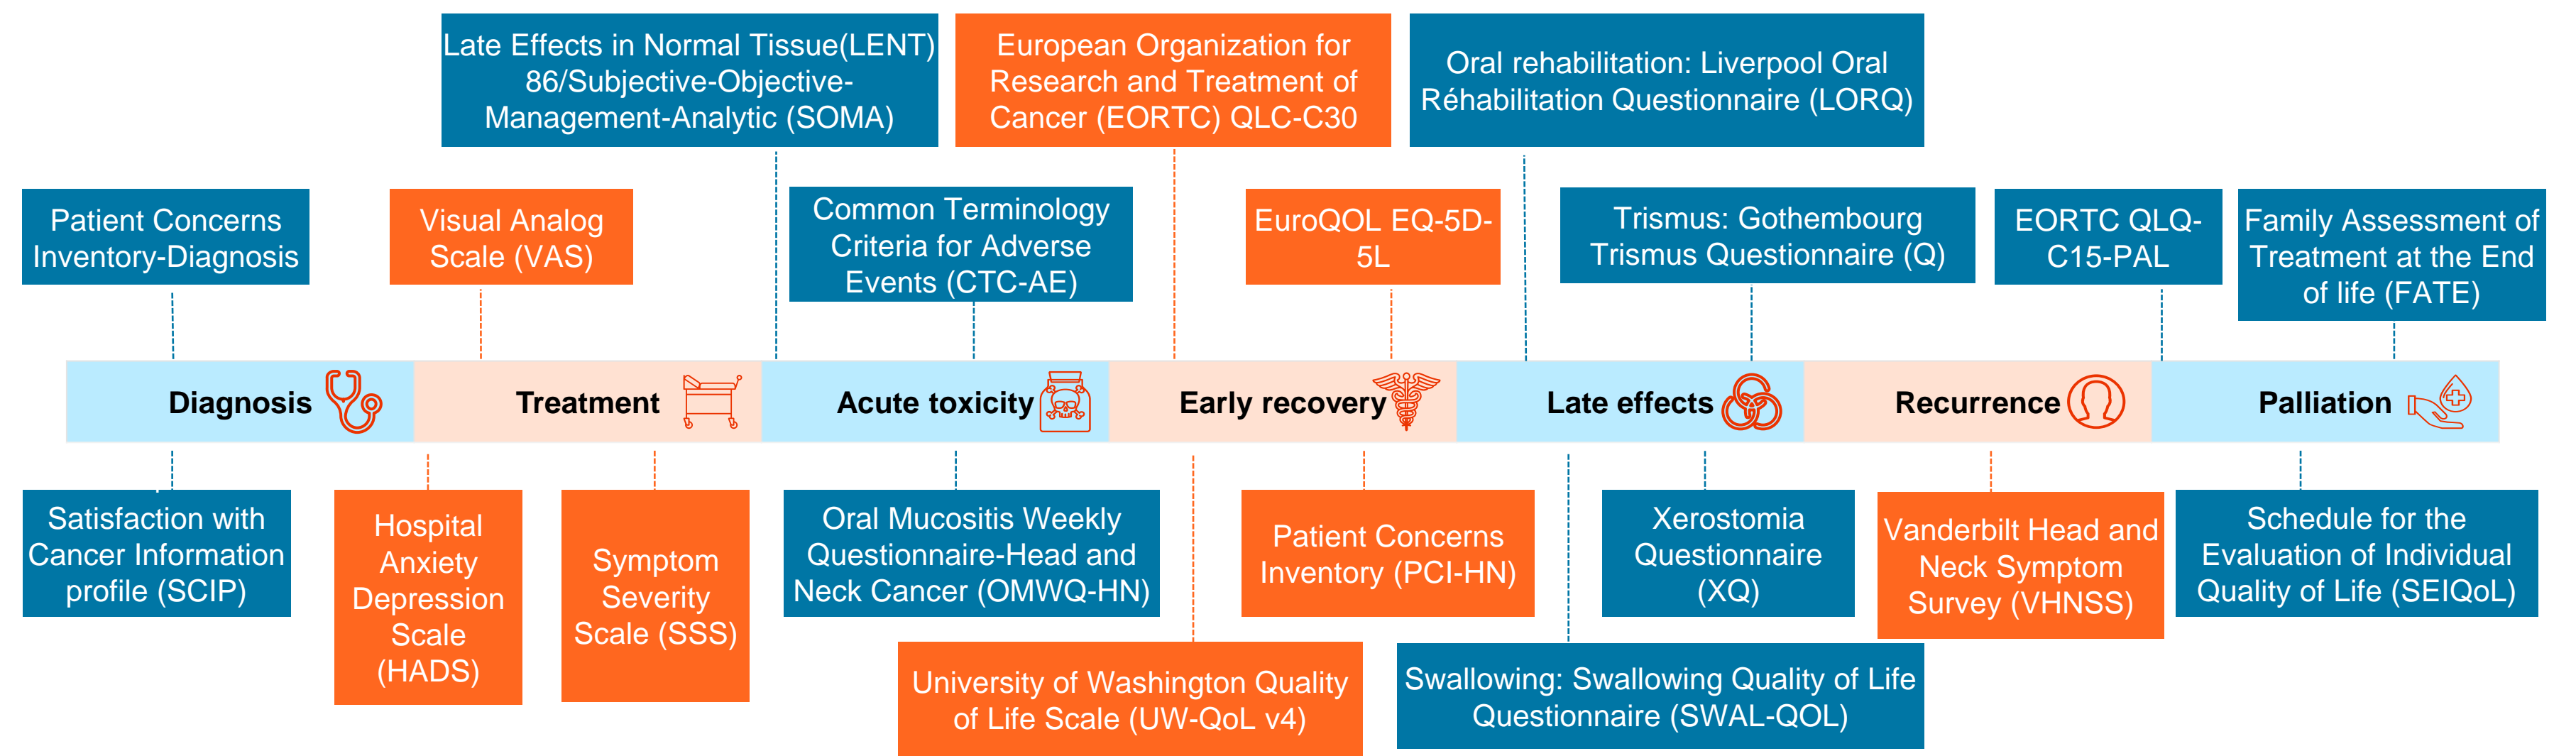 Late Effects in Normal Tissue(LENT)
86/Subjective-Objective-
Management-Analytic (SOMA)
European Organization for
Research and Treatment of
Cancer (EORTC) QLC-C30
Oral rehabilitation: Liverpool Oral
Réhabilitation Questionnaire (LORQ)
Patient Concerns
Inventory-Diagnosis
Visual Analog
Scale (VAS)
Common Terminology
Criteria for Adverse
Events (CTC-AE)
EuroQOL EQ-5D-
5L
Trismus: Gothembourg
Trismus Questionnaire (Q)
EORTC QLQ-
C15-PAL
Family Assessment of
Treatment at the End
of life (FATE)
Diagnosis
Treatment
Acute toxicity
Early recovery
Late effects
Recurrence
Palliation
Satisfaction with
Cancer Information
profile (SCIP)
Hospital
Anxiety
Depression
Scale
(HADS)
Symptom
Severity
Scale (SSS)
Oral Mucositis Weekly
Questionnaire-Head and
Neck Cancer (OMWQ-HN)
Patient Concerns
Inventory (PCI-HN)
Xerostomia
Questionnaire
(XQ)
Vanderbilt Head and
Neck Symptom
Survey (VHNSS)
Schedule for the
Evaluation of Individual
Quality of Life (SEIQoL)
University of Washington Quality
of Life Scale (UW-QoL v4)
Swallowing: Swallowing Quality of Life
Questionnaire (SWAL-QOL)